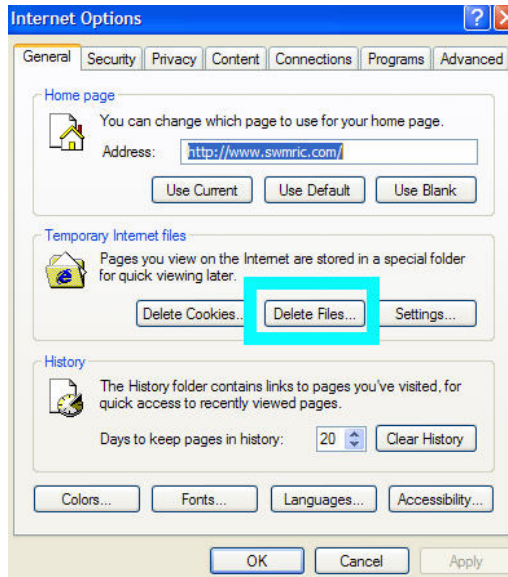 Internet Options
General Security Privacy Content Connections Programs Advanced
Home page
You can change which page to use for your home page.
Address: http://www.swmric.com/
Use Current Use Default Use Blank
Temporary Internet files
Pages you view on the Internet are stored in a special folder
for quick viewing later.
Delete Cookies.. Delete Files... Settings...
History
The History folder contains links to pages you've visited, for
quick access to recently viewed pages.
Days to keep pages in history: 20 Clear History
Colors... Fonts... Languages... Accessibility...
OK Cancel Apply